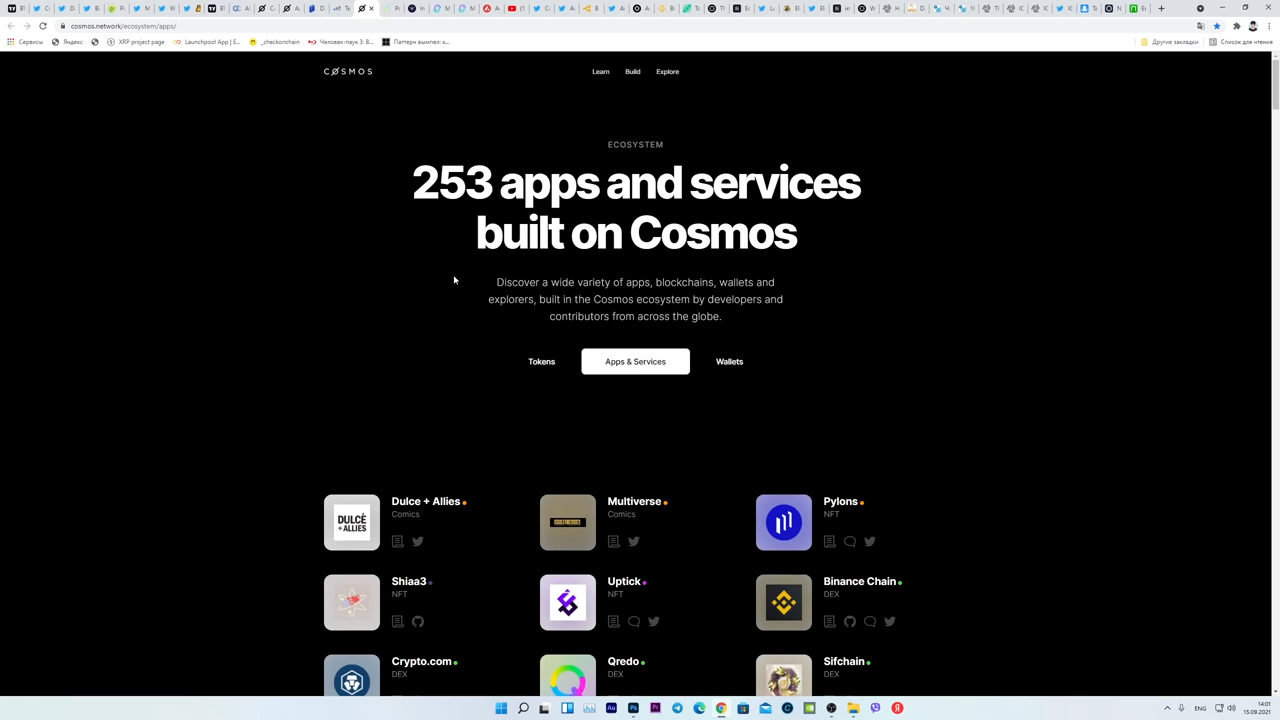 cosmos.network/ecosystem/apps/
Сервисы
Яндекс
XRP project page
Launchpool App | E...
_checkonchain
Человек-паук 3: В...
Паттерн вымпел: к...
Другие закладки
Список для чтения
COSMOS
Learn
Build
Explore
ECOSYSTEM
253 apps and services
built on Cosmos
Discover a wide variety of apps, blockchains, wallets and
explorers, built in the Cosmos ecosystem by developers and
contributors from across the globe.
Tokens
Apps & Services
Wallets
DULCÉ
+ALLIES
Dulce + Allies
Comics
Multiverse
Comics
Pylons
NFT
Shiaa3
NFT
Uptick
NFT
Binance Chain
DEX
Crypto.com
DEX
Qredo
DEX
Sifchain
DEX
ENG
14:01
15.09.2021